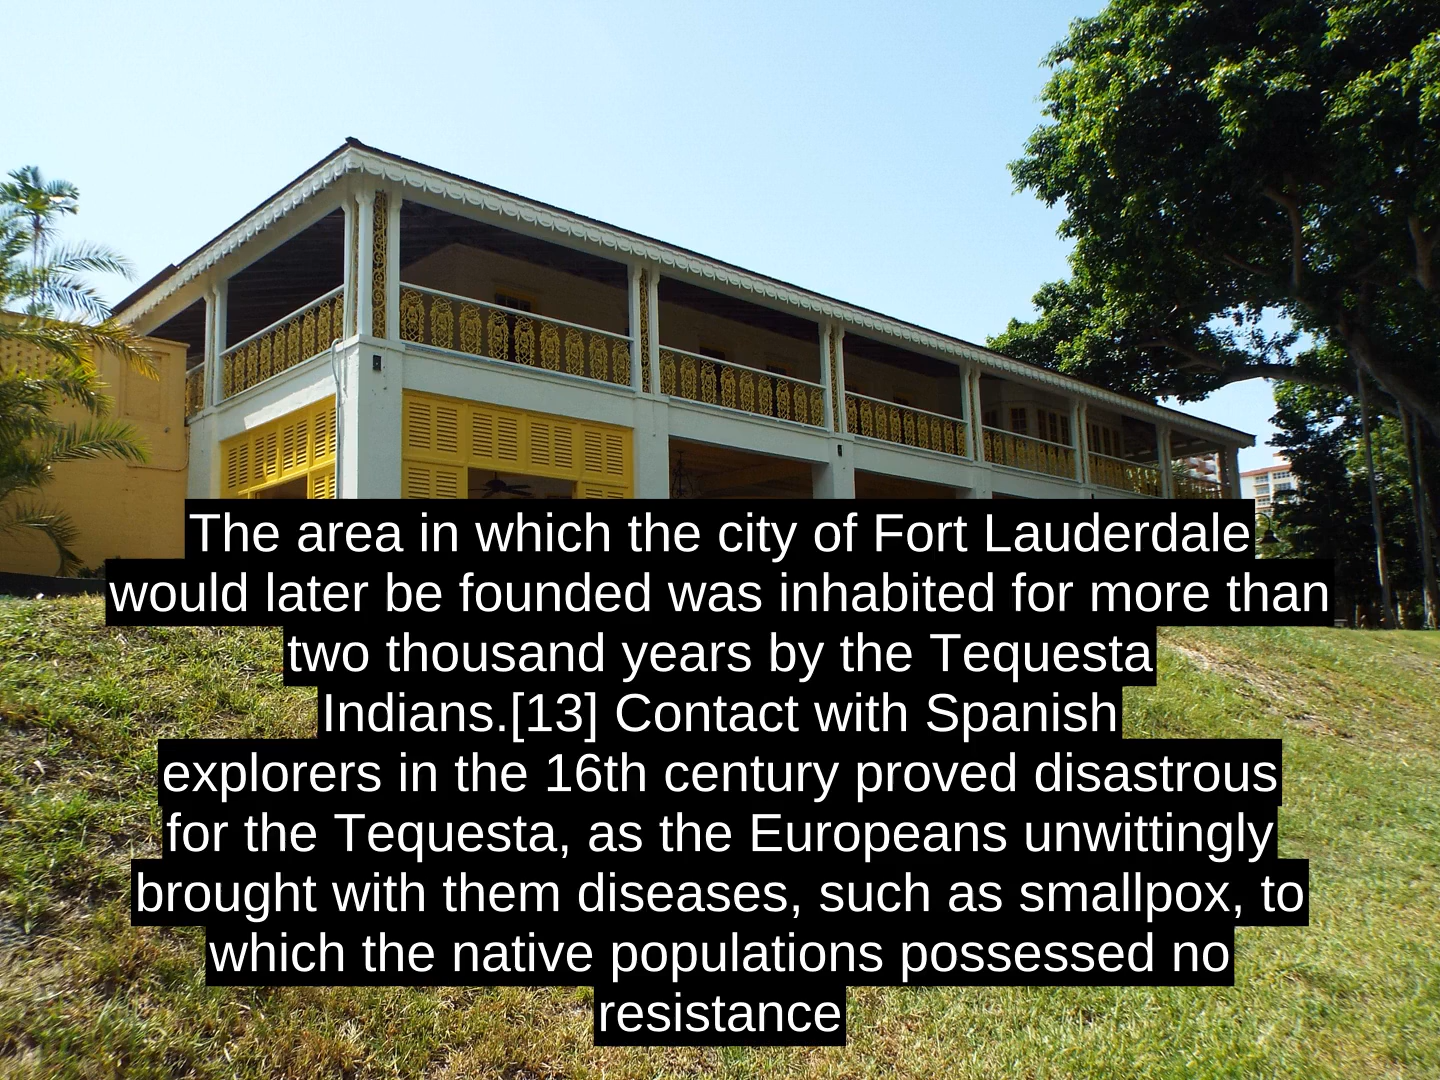 The area in which the city of Fort Lauderdale
would later be founded was inhabited for more than
two thousand years by the Tequesta
Indians.[13] Contact with Spanish
explorers in the 16th century proved disastrous
for the Tequesta, as the Europeans unwittingly
brought with them diseases, such as smallpox, to
which the native populations possessed no
resistance